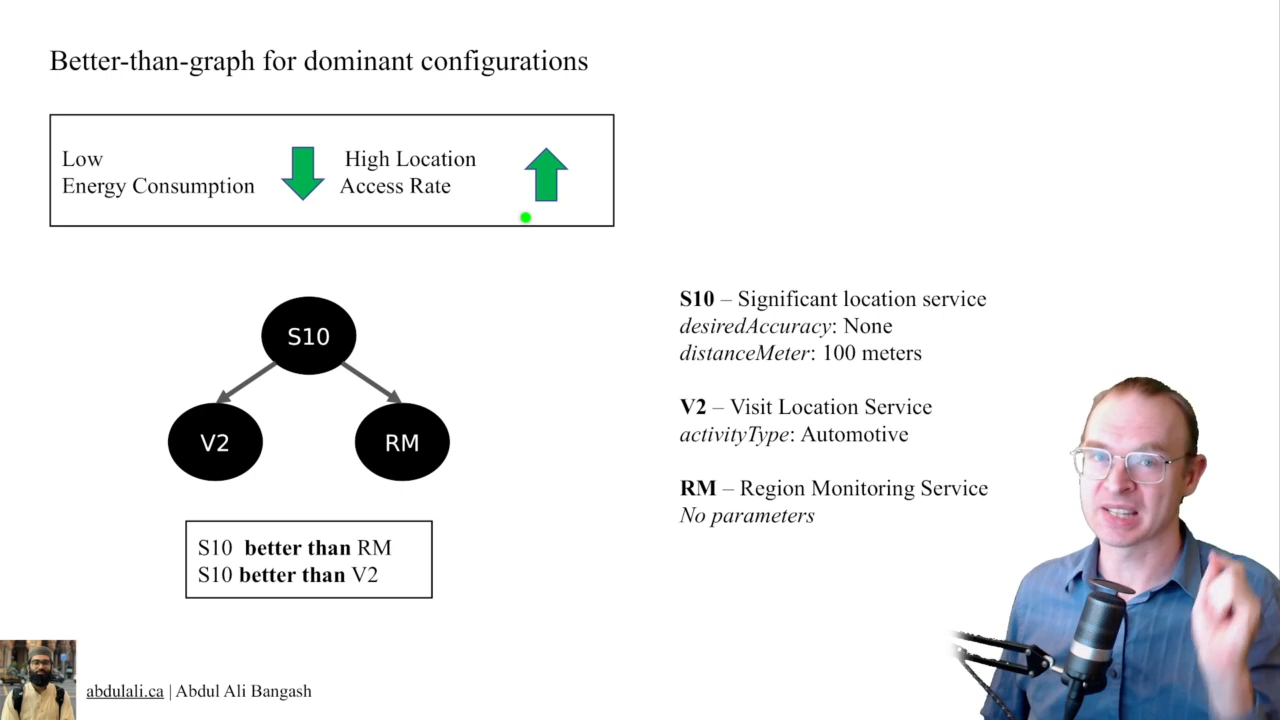 Better-than-graph for dominant configurations
Low
Energy Consumption
High Location
Access Rate
S10
V2
RM
S10 better than RM
S10 better than V2
S10 – Significant location service
desiredAccuracy: None
distanceMeter: 100 meters
V2 – Visit Location Service
activityType: Automotive
RM – Region Monitoring Service
No parameters
abdulali.ca | Abdul Ali Bangash